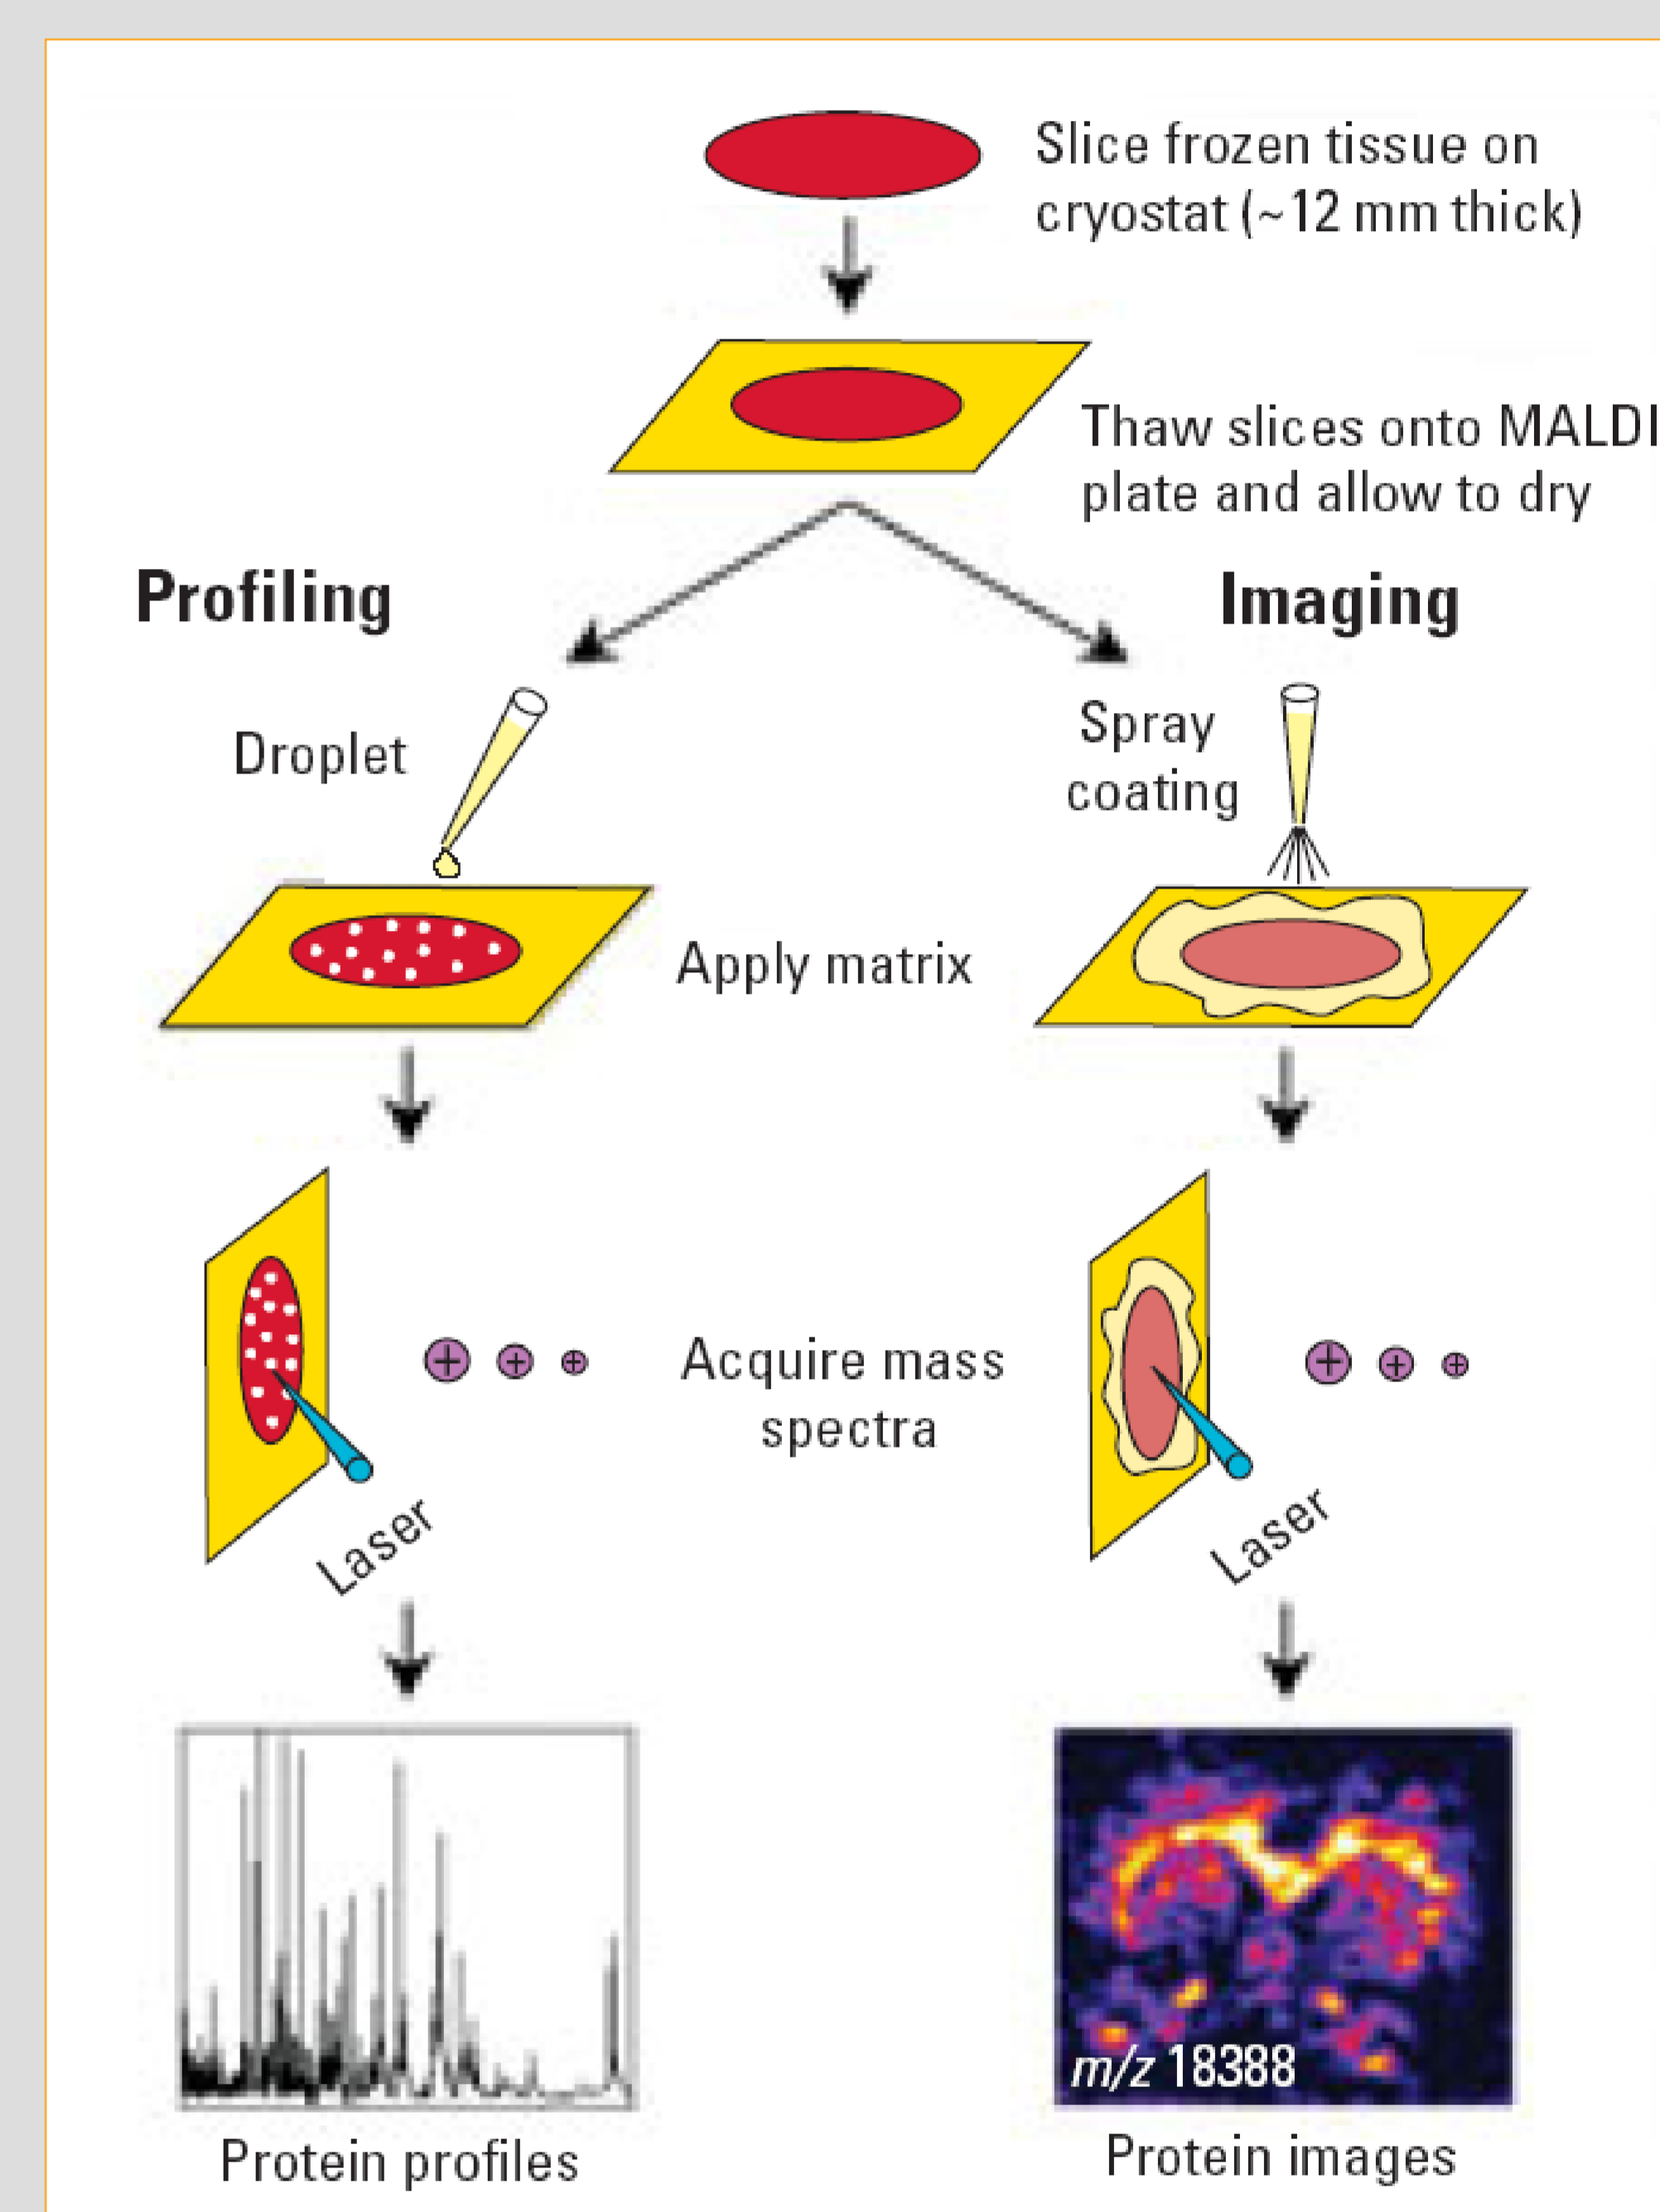 Slice frozen tissue on
cryostat (~12 mm thick)
Thaw slices onto MALDI
plate and allow to dry
Profiling
Imaging
Droplet
Spray
coating
Apply matrix
Acquire mass
spectra
Laser
Laser
m/z 18388
Protein profiles
Protein images